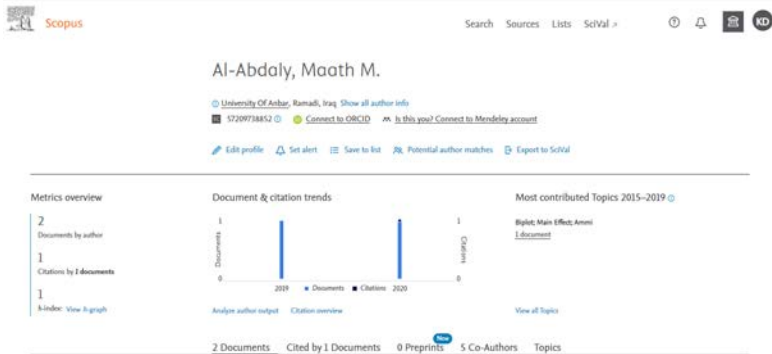 Scopus
Search Sources Lists SciVal ↗
KD
Al-Abdaly, Maath M.
University Of Anbar, Ramadi, Iraq Show all author info
57209738852 Connect to ORCID Is this you? Connect to Mendeley account
Edit profile Set alert Save to list Potential author matches Export to SciVal
Metrics overview
2
Documents by author
1
Citations by 1 documents
1
h-index: View h-graph
Document & citation trends
1
Documents
0
1
Citations
0
2019 Documents Citations 2020
Analyze author output Citation overview
Most contributed Topics 2015–2019
Biplot; Main Effect; Ammi
1 document
View all Topics
New
2 Documents Cited by 1 Documents 0 Preprints 5 Co-Authors Topics